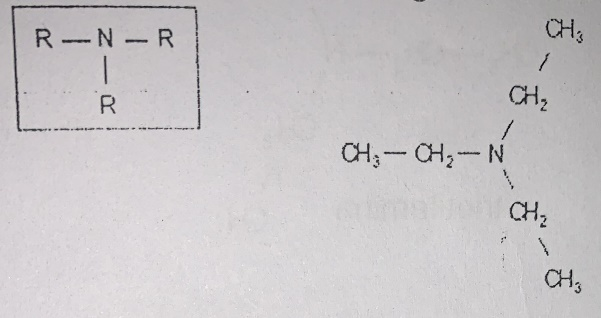 R — N — R
R
CH₃
CH₂
CH₃ — CH₂ — N
CH₂
CH₃